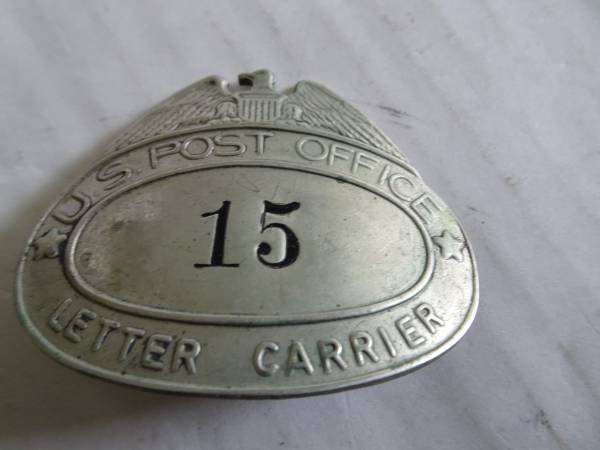 U.S. POST OFFICE
15
LETTER CARRIER